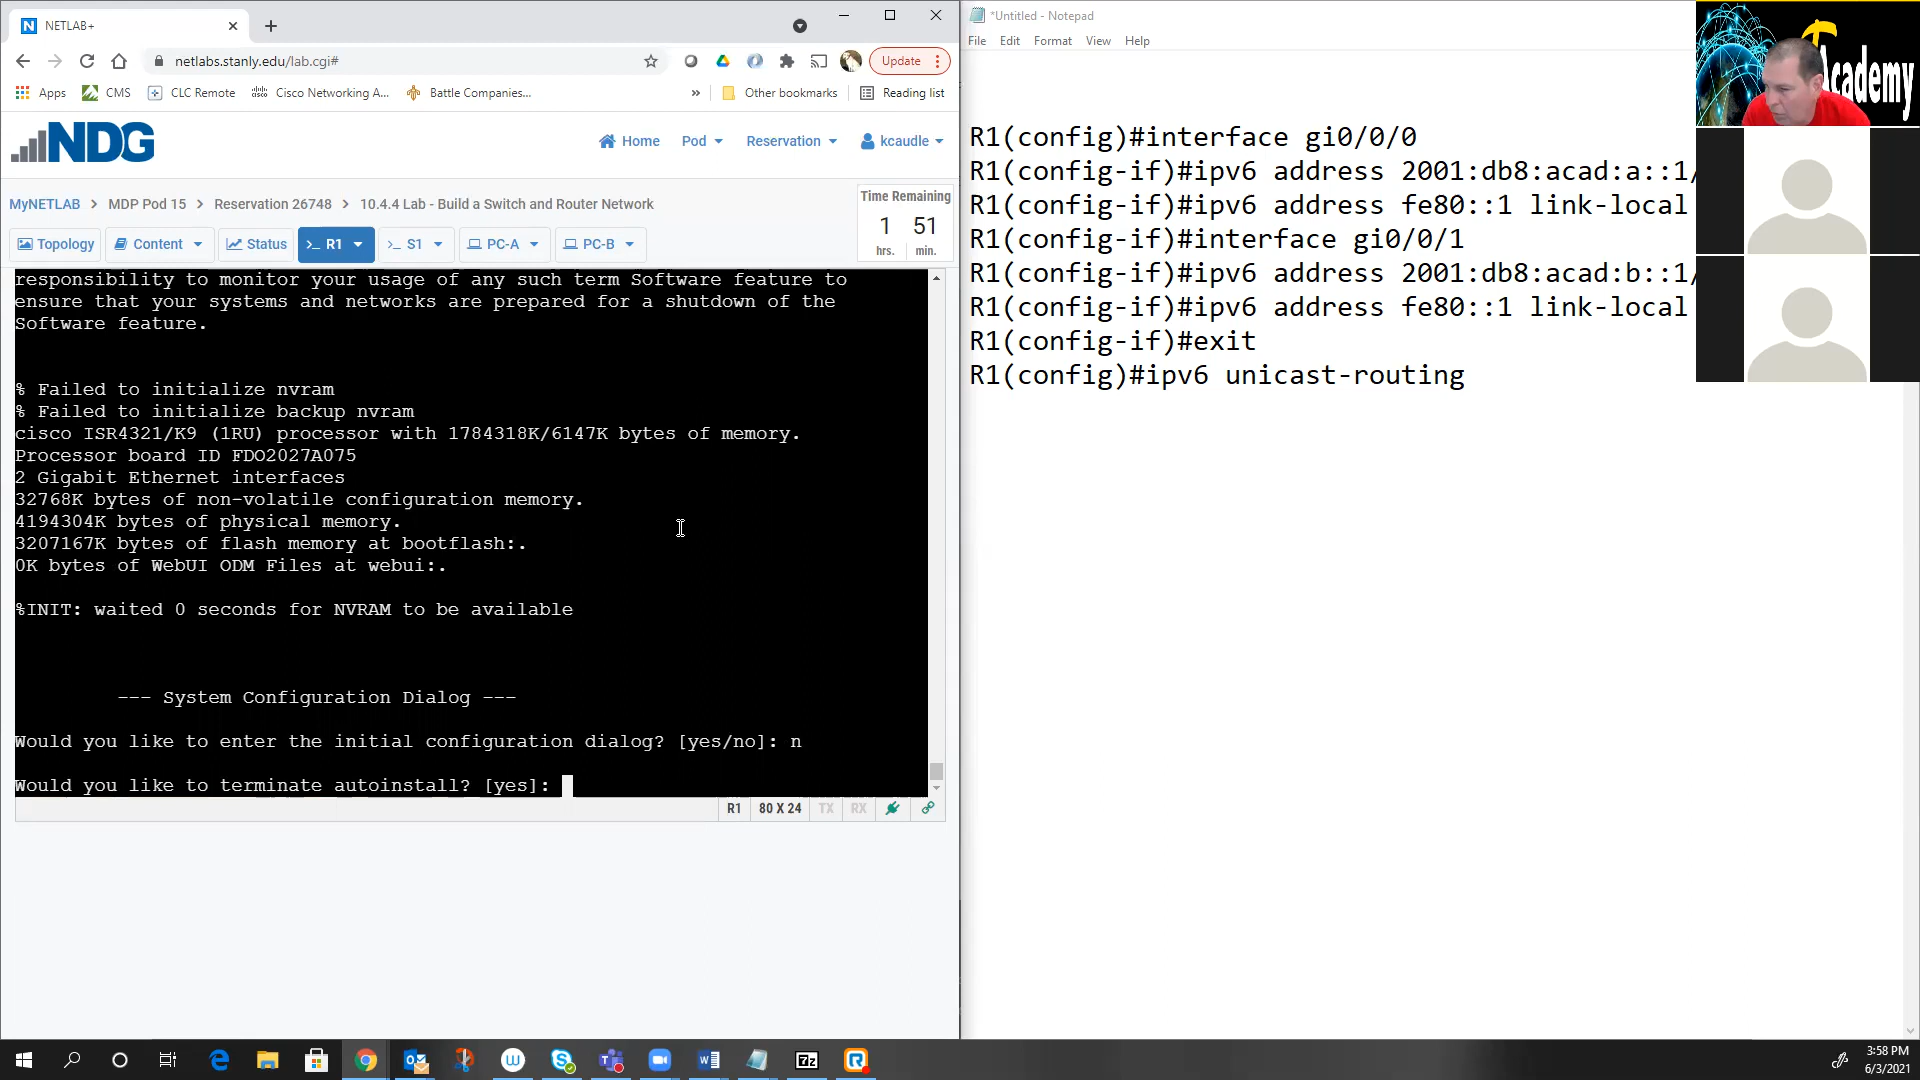 NETLAB+
netlabs.stanly.edu/lab.cgi#
Update
Apps
CMS
CLC Remote
Cisco Networking A...
Battle Companies...
»
Other bookmarks
Reading list
NDG
Home
Pod
Reservation
kcaudle
MyNETLAB > MDP Pod 15 > Reservation 26748 > 10.4.4 Lab - Build a Switch and Router Network
Time Remaining
1 51
hrs. min.
Topology
Content
Status
>_ R1
>_ S1
PC-A
PC-B
responsibility to monitor your usage of any such term Software feature to
ensure that your systems and networks are prepared for a shutdown of the
Software feature.
% Failed to initialize nvram
% Failed to initialize backup nvram
cisco ISR4321/K9 (1RU) processor with 1784318K/6147K bytes of memory.
Processor board ID FDO2027A075
2 Gigabit Ethernet interfaces
32768K bytes of non-volatile configuration memory.
4194304K bytes of physical memory.
3207167K bytes of flash memory at bootflash:.
0K bytes of WebUI ODM Files at webui:.
%INIT: waited 0 seconds for NVRAM to be available
--- System Configuration Dialog ---
Would you like to enter the initial configuration dialog? [yes/no]: n
Would you like to terminate autoinstall? [yes]:
R1 80 X 24 TX RX
*Untitled - Notepad
File Edit Format View Help
R1(config)#interface gi0/0/0
R1(config-if)#ipv6 address 2001:db8:acad:a::1/
R1(config-if)#ipv6 address fe80::1 link-local
R1(config-if)#interface gi0/0/1
R1(config-if)#ipv6 address 2001:db8:acad:b::1/
R1(config-if)#ipv6 address fe80::1 link-local
R1(config-if)#exit
R1(config)#ipv6 unicast-routing
Academy
3:58 PM
6/3/2021